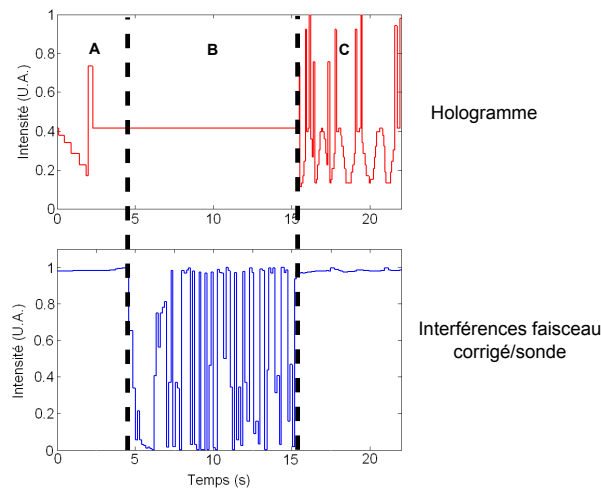 Intensité (U.A.)
1
0.8
0.6
0.4
0.2
0
A
B
C
0
5
10
15
20
Hologramme
Intensité (U.A.)
1
0.8
0.6
0.4
0.2
0
0
5
10
15
20
Temps (s)
Interférences faisceau
corrigé/sonde